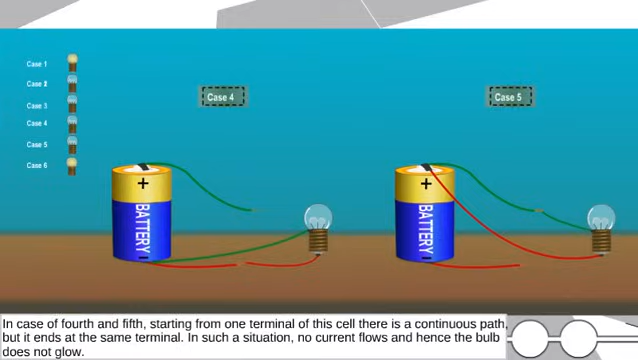 Case 1
Case 2
Case 3
Case 4
Case 5
Case 6
Case 4
Case 5
+
BATTERY
-
+
BATTERY
-
In case of fourth and fifth, starting from one terminal of this cell there is a continuous path,
but it ends at the same terminal. In such a situation, no current flows and hence the bulb
does not glow.